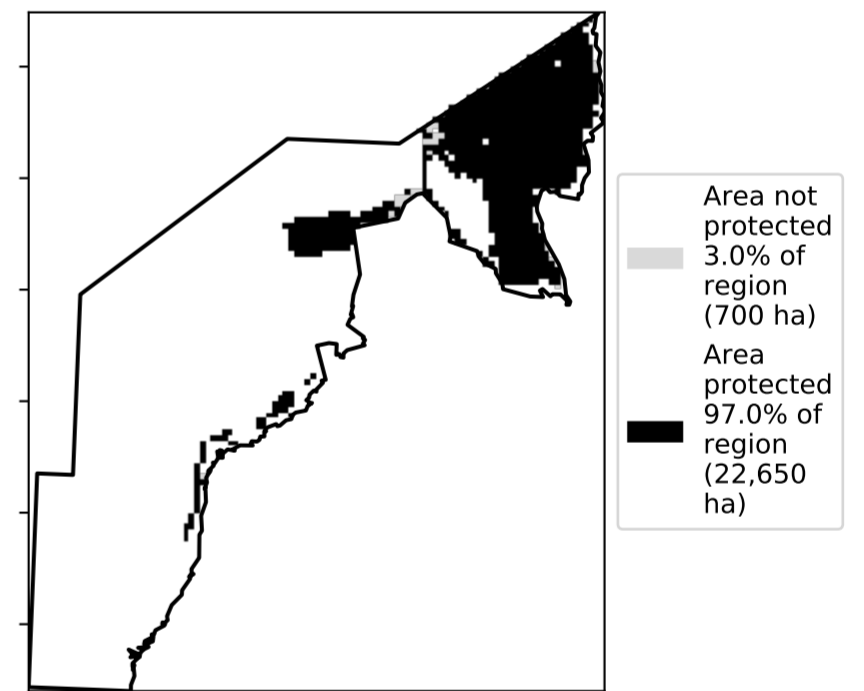 Area not
protected
3.0% of
region
(700 ha)
Area
protected
97.0% of
region
(22,650
ha)